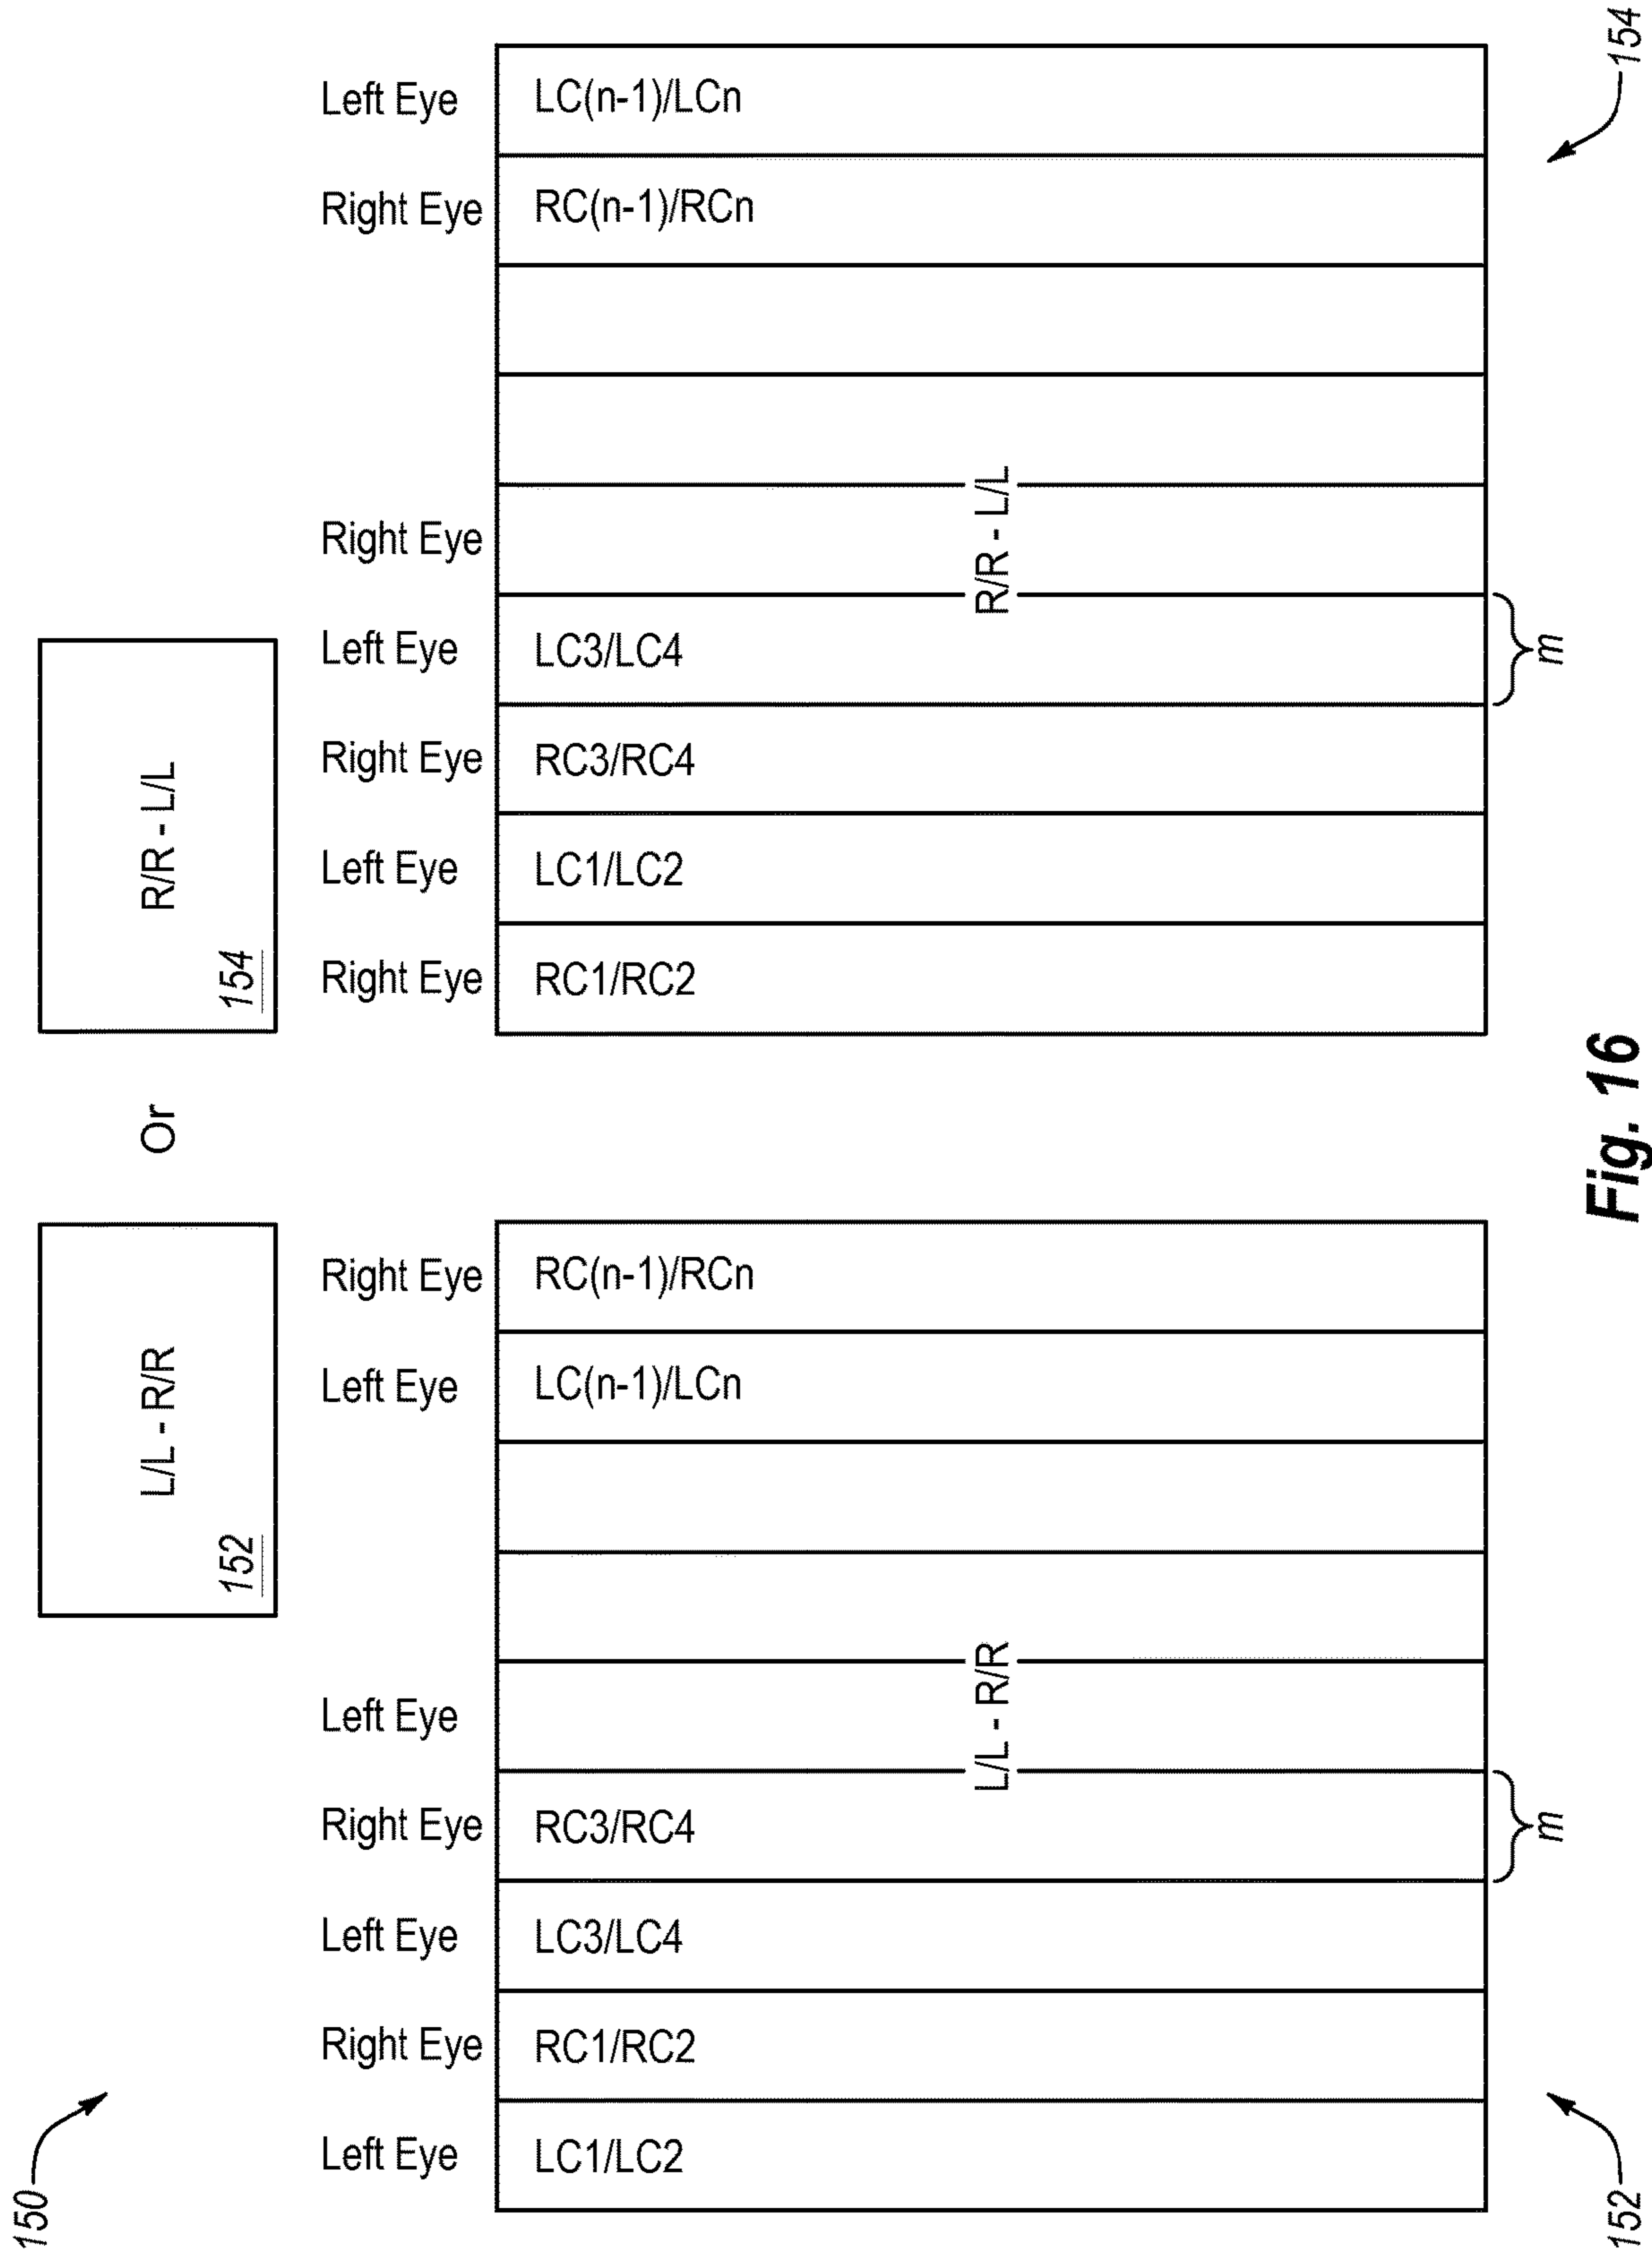 150
L/L - R/R
152
Or
R/R - L/L
154
Left Eye
LC1/LC2
Right Eye
RC1/RC2
Left Eye
LC3/LC4
Right Eye
RC3/RC4
Left Eye
Left Eye
LC(n-1)/LCn
Right Eye
RC(n-1)/RCn
L/L - R/R
m
152
Right Eye
RC1/RC2
Left Eye
LC1/LC2
Right Eye
RC3/RC4
Left Eye
LC3/LC4
Right Eye
Right Eye
RC(n-1)/RCn
Left Eye
LC(n-1)/LCn
R/R - L/L
m
154
Fig. 16